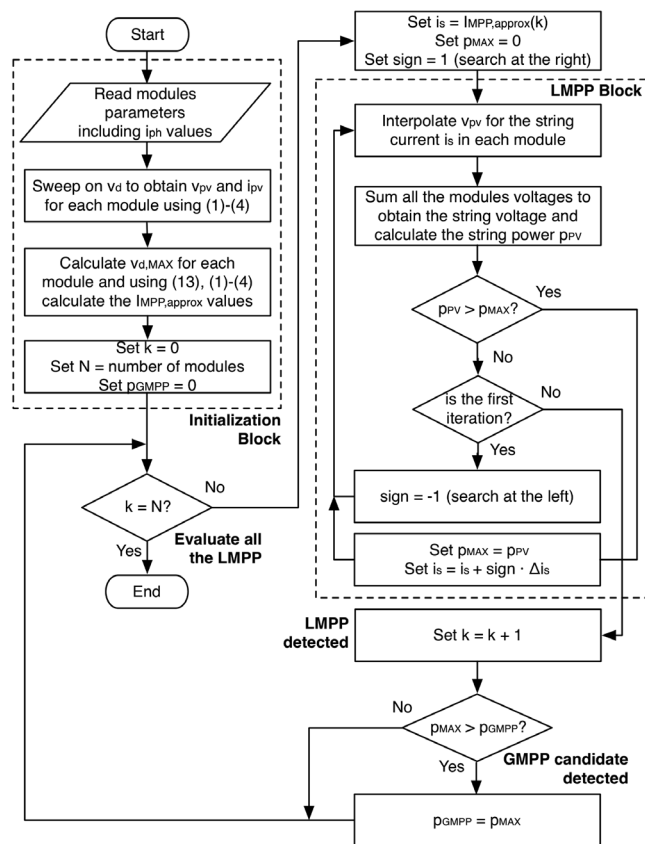 Start
Read modules
parameters
including iph values
Sweep on vd to obtain vpv and ipv
for each module using (1)-(4)
Calculate vd,MAX for each
module and using (13), (1)-(4)
calculate the IMPP,approx values
Set k = 0
Set N = number of modules
Set pGMPP = 0
Initialization
Block
k = N?
No
Evaluate all
the LMPP
Yes
End
Set is = IMPP,approx(k)
Set pMAX = 0
Set sign = 1 (search at the right)
LMPP Block
Interpolate vpv for the string
current is in each module
Sum all the modules voltages to
obtain the string voltage and
calculate the string power pPV
pPV > pMAX?
Yes
No
is the first
iteration?
No
Yes
sign = -1 (search at the left)
Set pMAX = pPV
Set is = is + sign · Δis
LMPP
detected
Set k = k + 1
No
pMAX > pGMPP?
Yes
GMPP candidate
detected
pGMPP = pMAX